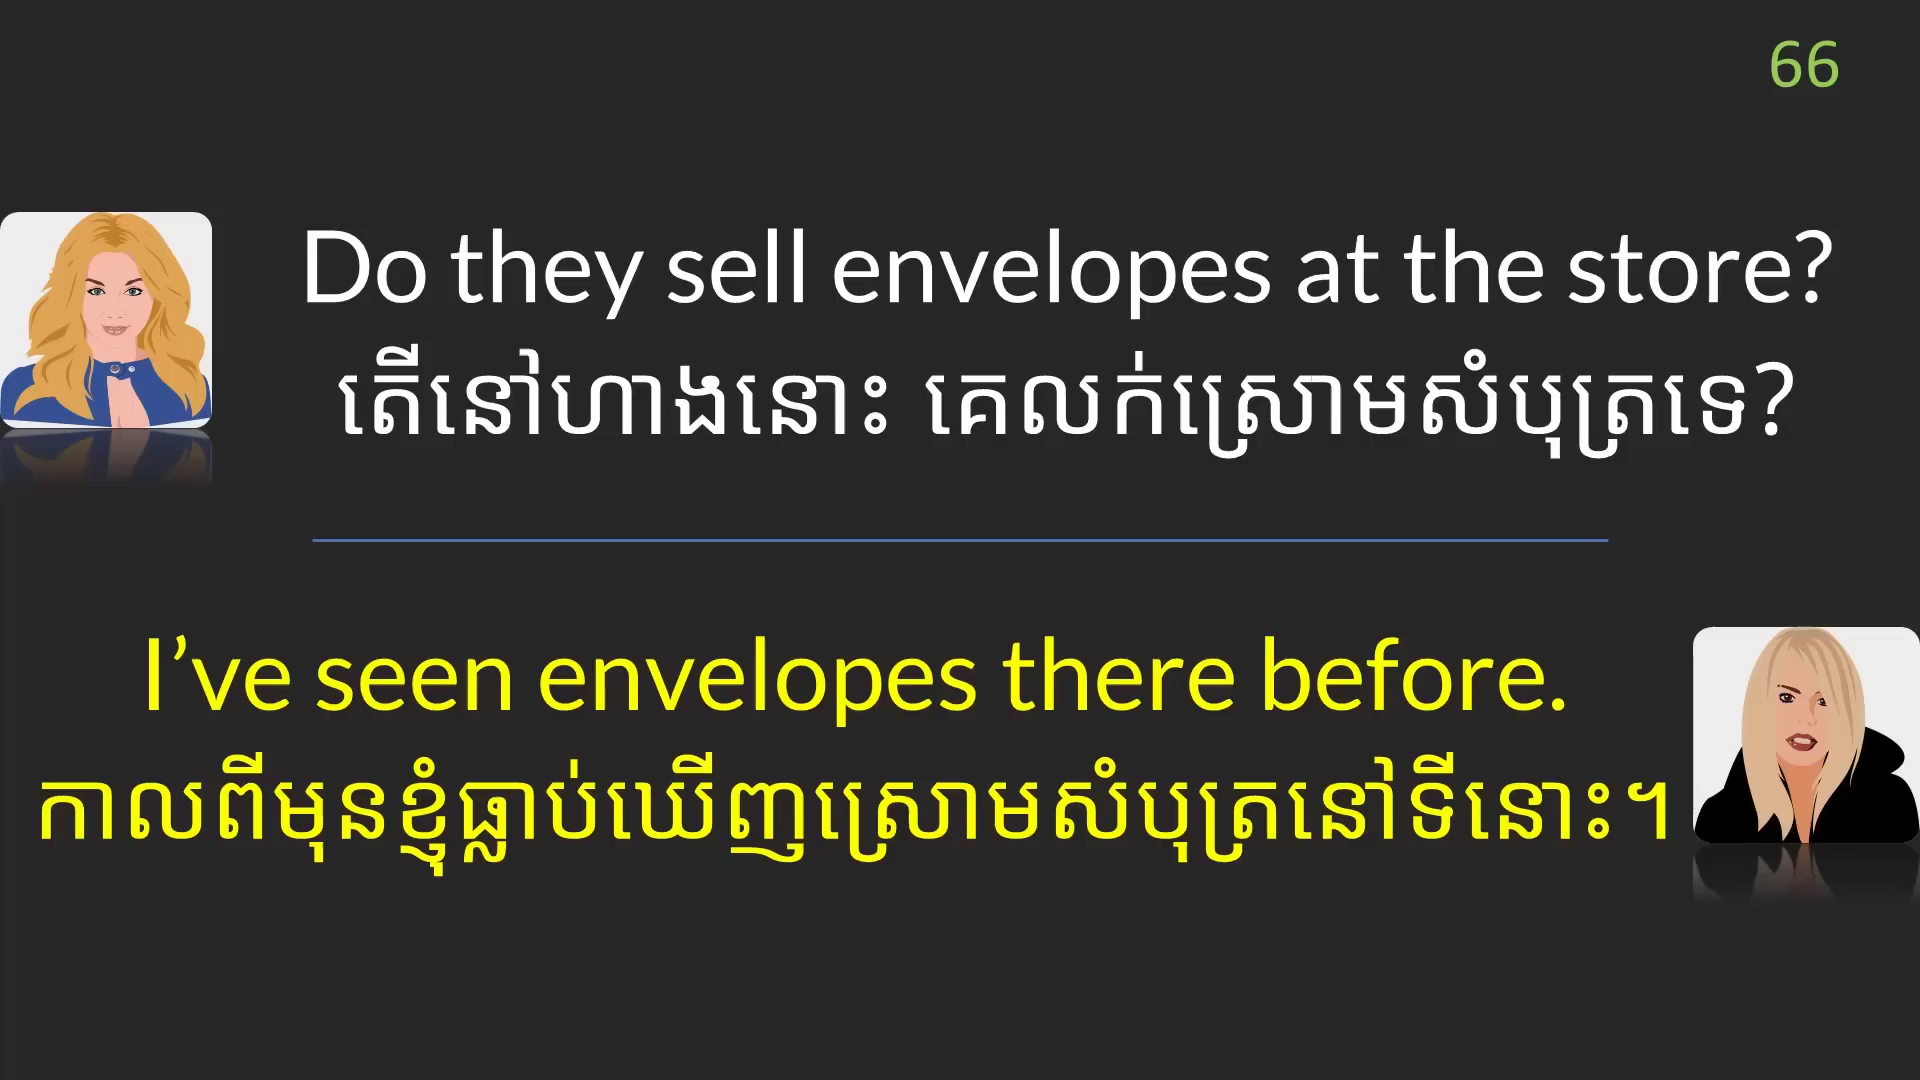 66
Do they sell envelopes at the store?
តើនៅហាងនោះ គេលក់ស្រោមសំបុត្រទេ?
I’ve seen envelopes there before.
កាលពីមុនខ្ញុំធ្លាប់ឃើញស្រោមសំបុត្រនៅទីនោះ។